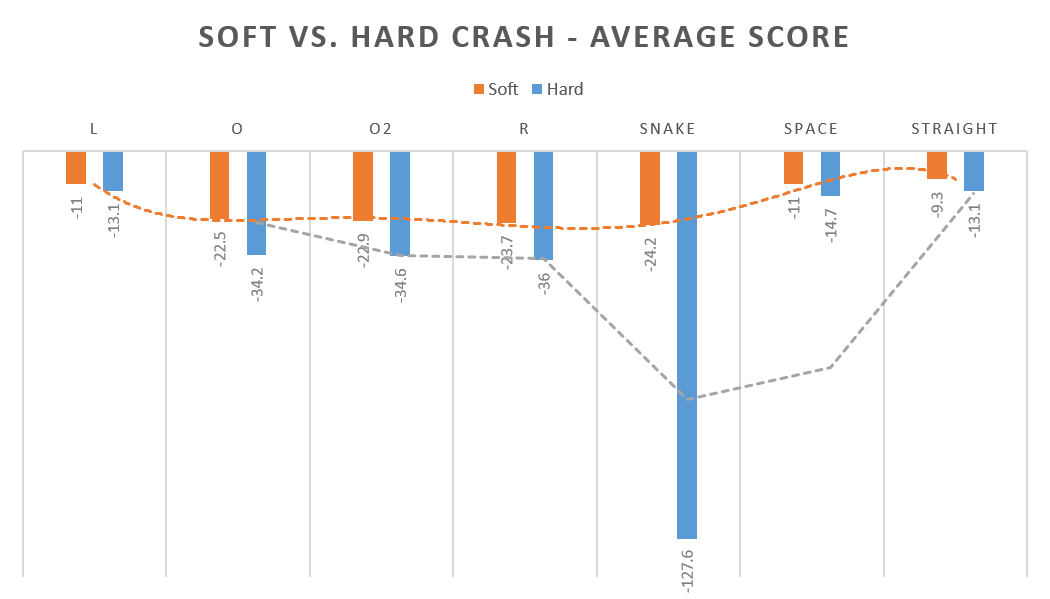 SOFT VS. HARD CRASH - AVERAGE SCORE
Soft Hard
L O O2 R SNAKE SPACE STRAIGHT
-11 -13.1 -22.5 -34.2 -22.9 -34.6 -23.7 -36 -24.2 -127.6 -11 -14.7 -9.3 -13.1